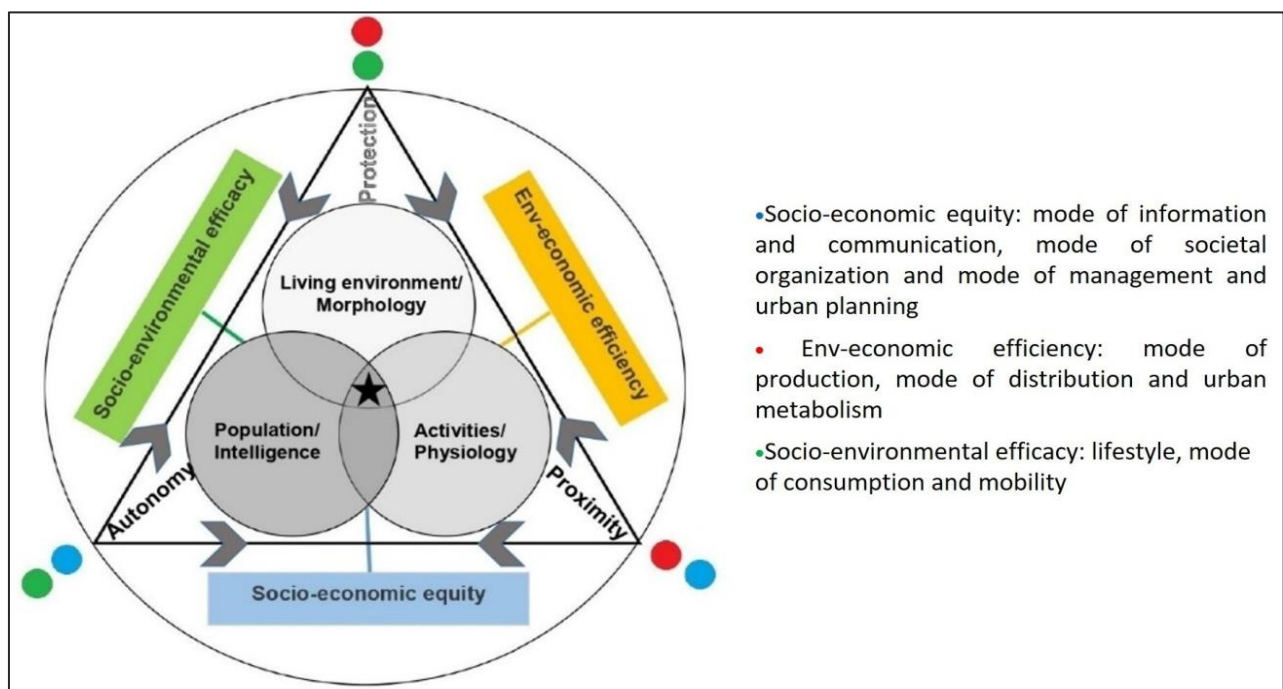 Protection
Socio-environmental efficacy
Env-economic efficiency
Living environment/
Morphology
Population/
Intelligence
Activities/
Physiology
Autonomy
Proximity
Socio-economic equity
•Socio-economic equity: mode of information
and communication, mode of societal
organization and mode of management and
urban planning
• Env-economic efficiency: mode of
production, mode of distribution and urban
metabolism
•Socio-environmental efficacy: lifestyle, mode
of consumption and mobility